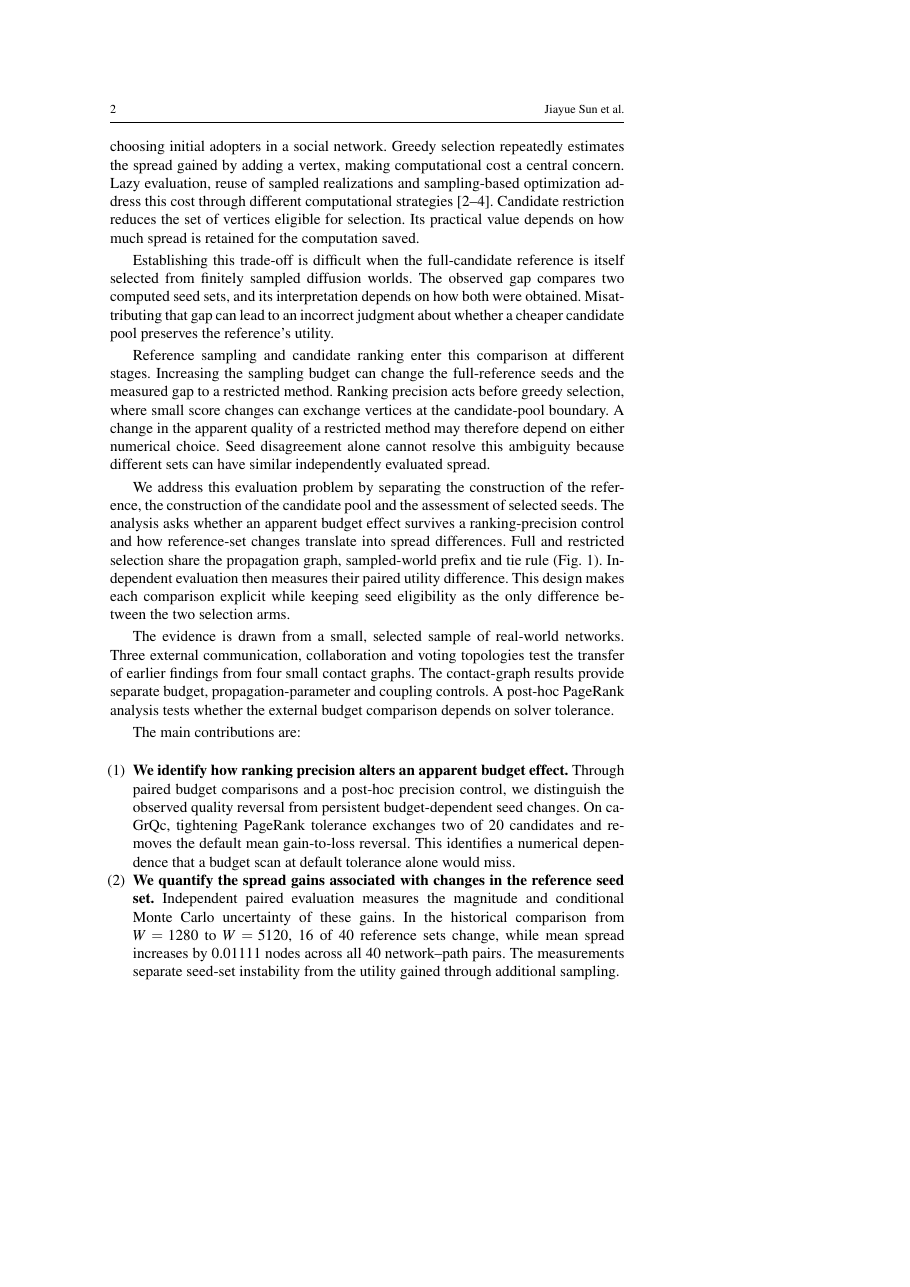 2 Jiayue Sun et al.
choosing initial adopters in a social network. Greedy selection repeatedly estimates
the spread gained by adding a vertex, making computational cost a central concern.
Lazy evaluation, reuse of sampled realizations and sampling-based optimization ad-
dress this cost through different computational strategies [2–4]. Candidate restriction
reduces the set of vertices eligible for selection. Its practical value depends on how
much spread is retained for the computation saved.
Establishing this trade-off is difficult when the full-candidate reference is itself
selected from finitely sampled diffusion worlds. The observed gap compares two
computed seed sets, and its interpretation depends on how both were obtained. Misat-
tributing that gap can lead to an incorrect judgment about whether a cheaper candidate
pool preserves the reference's utility.
Reference sampling and candidate ranking enter this comparison at different
stages. Increasing the sampling budget can change the full-reference seeds and the
measured gap to a restricted method. Ranking precision acts before greedy selection,
where small score changes can exchange vertices at the candidate-pool boundary. A
change in the apparent quality of a restricted method may therefore depend on either
numerical choice. Seed disagreement alone cannot resolve this ambiguity because
different sets can have similar independently evaluated spread.
We address this evaluation problem by separating the construction of the refer-
ence, the construction of the candidate pool and the assessment of selected seeds. The
analysis asks whether an apparent budget effect survives a ranking-precision control
and how reference-set changes translate into spread differences. Full and restricted
selection share the propagation graph, sampled-world prefix and tie rule (Fig. 1). In-
dependent evaluation then measures their paired utility difference. This design makes
each comparison explicit while keeping seed eligibility as the only difference be-
tween the two selection arms.
The evidence is drawn from a small, selected sample of real-world networks.
Three external communication, collaboration and voting topologies test the transfer
of earlier findings from four small contact graphs. The contact-graph results provide
separate budget, propagation-parameter and coupling controls. A post-hoc PageRank
analysis tests whether the external budget comparison depends on solver tolerance.
The main contributions are:
(1) We identify how ranking precision alters an apparent budget effect. Through
paired budget comparisons and a post-hoc precision control, we distinguish the
observed quality reversal from persistent budget-dependent seed changes. On ca-
GrQc, tightening PageRank tolerance exchanges two of 20 candidates and re-
moves the default mean gain-to-loss reversal. This identifies a numerical depen-
dence that a budget scan at default tolerance alone would miss.
(2) We quantify the spread gains associated with changes in the reference seed
set. Independent paired evaluation measures the magnitude and conditional
Monte Carlo uncertainty of these gains. In the historical comparison from
W = 1280 to W = 5120, 16 of 40 reference sets change, while mean spread
increases by 0.01111 nodes across all 40 network–path pairs. The measurements
separate seed-set instability from the utility gained through additional sampling.